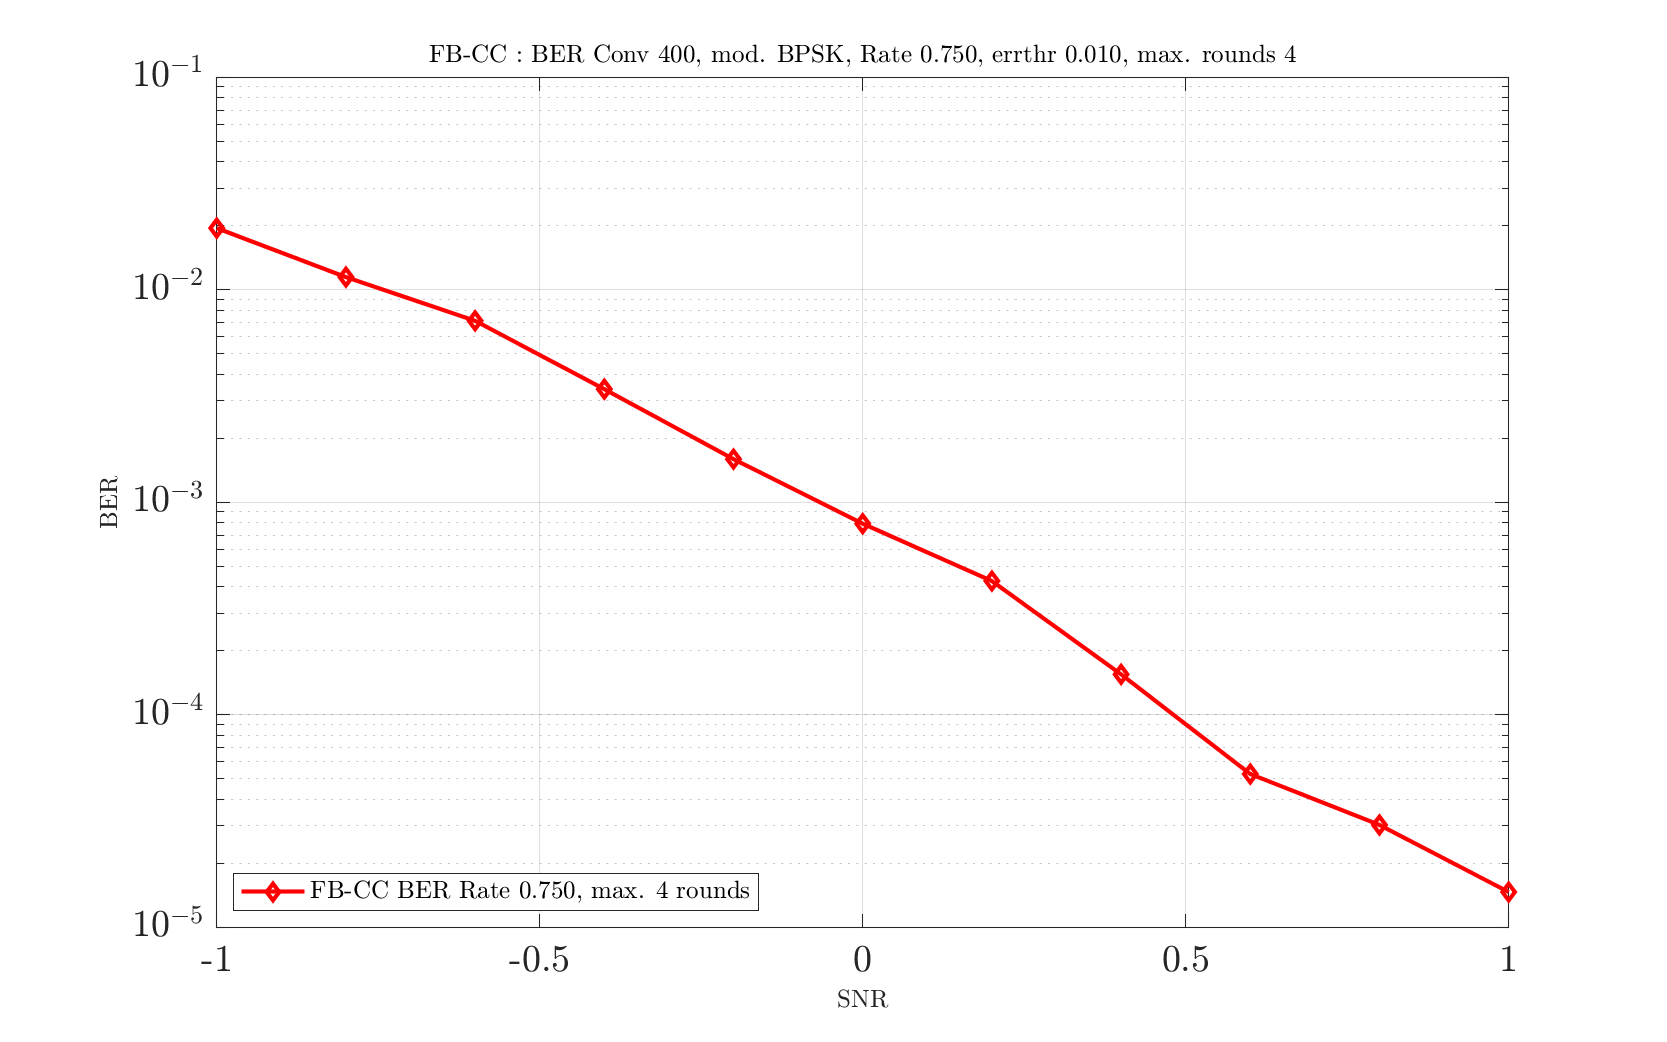 FB-CC : BER Conv 400, mod. BPSK, Rate 0.750, errthr 0.010, max. rounds 4
10⁻¹
10⁻²
10⁻³
BER
10⁻⁴
FB-CC BER Rate 0.750, max. 4 rounds
10⁻⁵
-1 -0.5 0 0.5 1
SNR